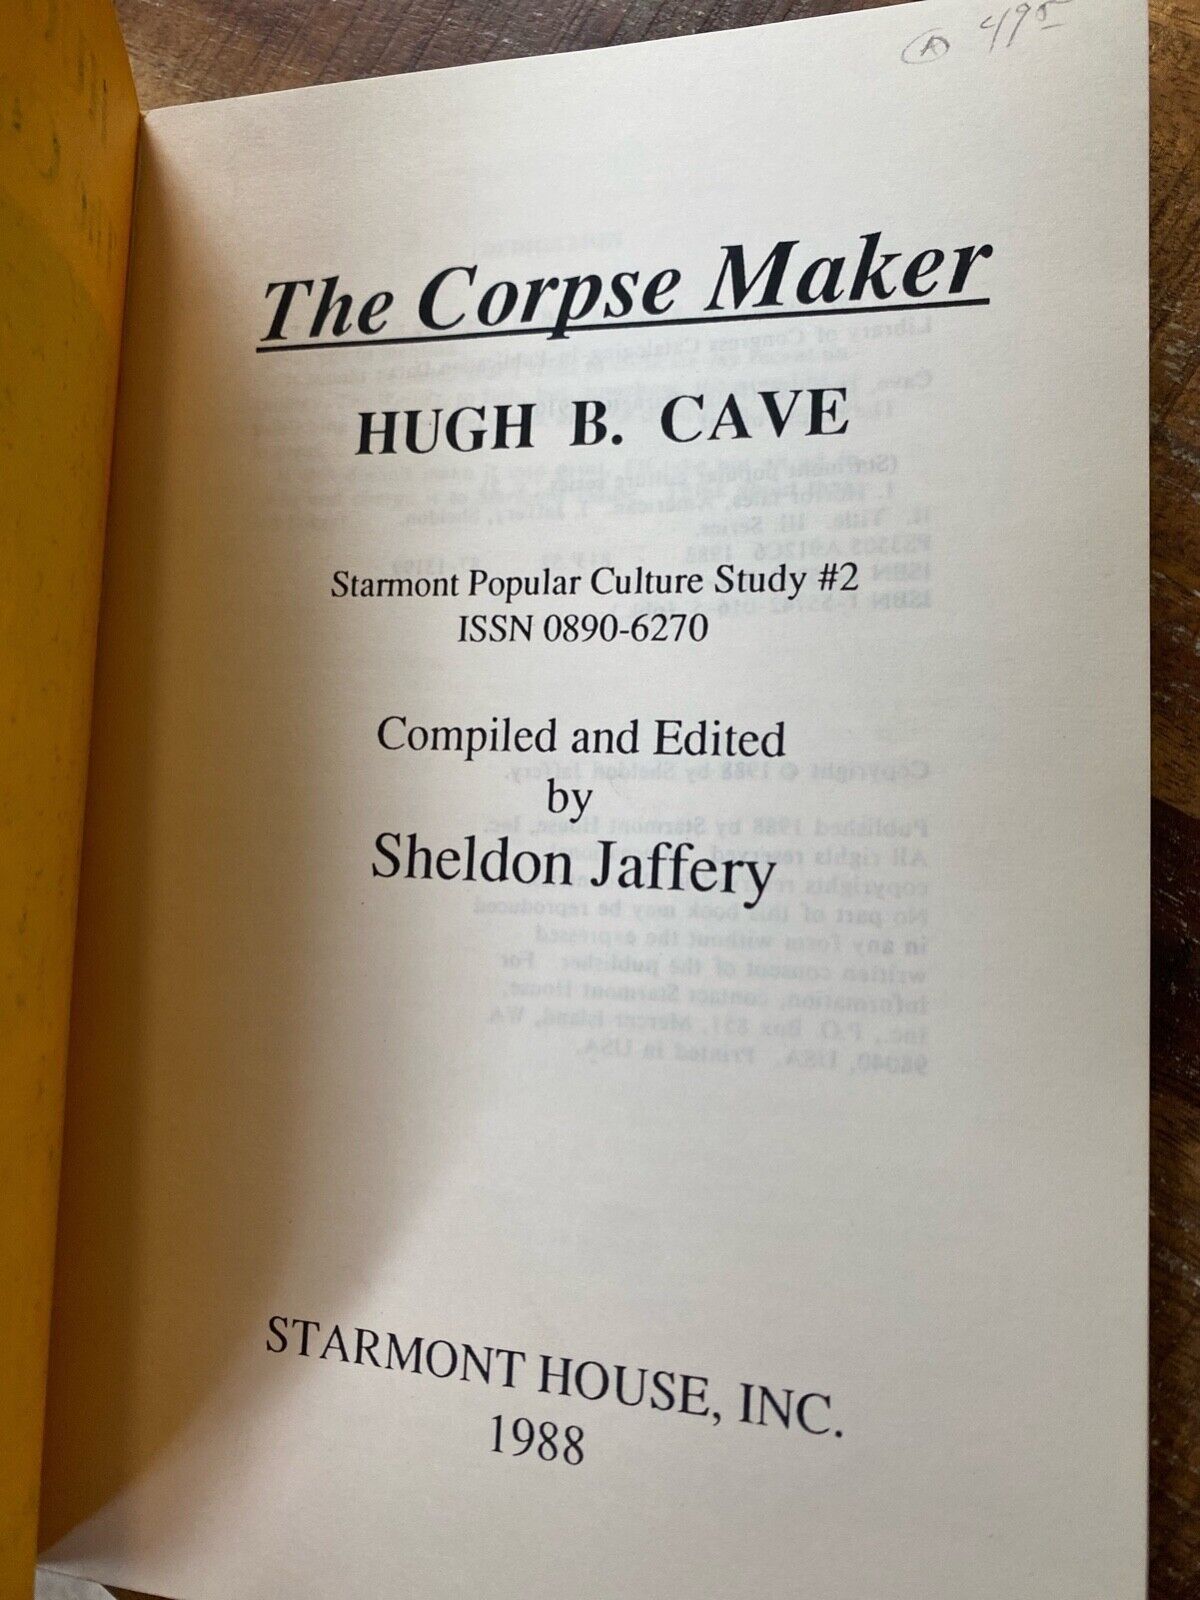 A 495
The Corpse Maker
HUGH B. CAVE
Starmont Popular Culture Study #2
ISSN 0890-6270
Compiled and Edited
by
Sheldon Jaffery
STARMONT HOUSE, INC.
1988